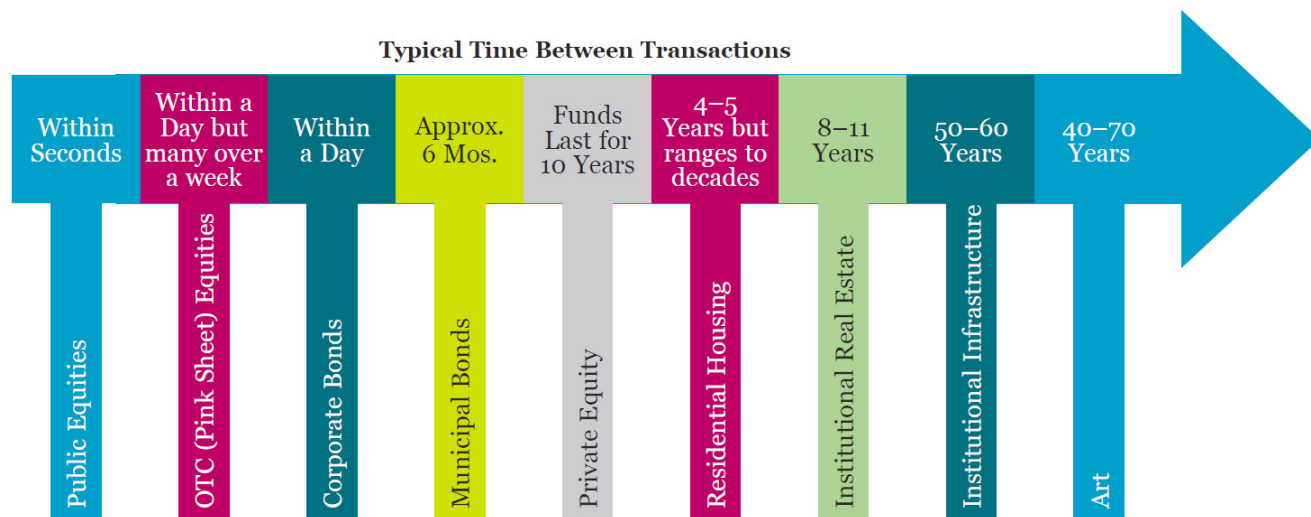 Typical Time Between Transactions
Within
Seconds
Within a
Day but
many over
a week
Within
a Day
Approx.
6 Mos.
Funds
Last for
10 Years
4–5
Years but
ranges to
decades
8–11
Years
50–60
Years
40–70
Years
Public Equities
OTC (Pink Sheet) Equities
Corporate Bonds
Municipal Bonds
Private Equity
Residential Housing
Institutional Real Estate
Institutional Infrastructure
Art